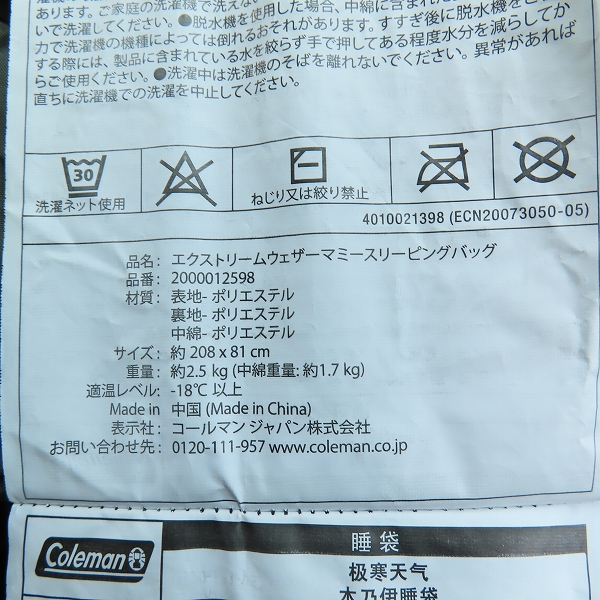 あります。ご家庭の洗濯機で洗えない
いで洗濯してください。●脱水機を使用した場合、中綿に含まれた
力で洗濯機の機種によっては倒れるおそれがあります。すすぎ後に脱水機をご
する際には、製品に含まれている水を絞らず手で押してある程度水分を減らしてか
らご使用ください。●洗濯中は洗濯機のそばを離れないでください。異常があれば
直ちに洗濯機での洗濯を中止してください。
30
洗濯ネット使用
ねじり又は絞り禁止
4010021398 (ECN20073050-05)
品名: エクストリームウェザーマミースリーピングバッグ
品番: 2000012598
材質: 表地- ポリエステル
裏地- ポリエステル
中綿- ポリエステル
サイズ: 約 208 x 81 cm
重量: 約2.5 kg (中綿重量: 約1.7 kg)
適温レベル: -18℃ 以上
Made in 中国 (Made in China)
表示社: コールマン ジャパン株式会社
お問い合わせ先: 0120-111-957 www.coleman.co.jp
Coleman
睡袋
极寒天气
木乃伊睡袋